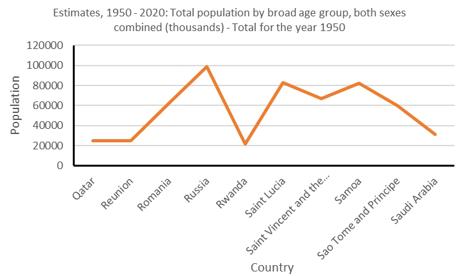 Estimates, 1950 - 2020: Total population by broad age group, both sexes
combined (thousands) - Total for the year 1950
120000
100000
80000
60000
40000
20000
0
Population
Qatar
Reunion
Romania
Russia
Rwanda
Saint Lucia
Saint Vincent and the...
Samoa
Sao Tome and Principe
Saudi Arabia
Country